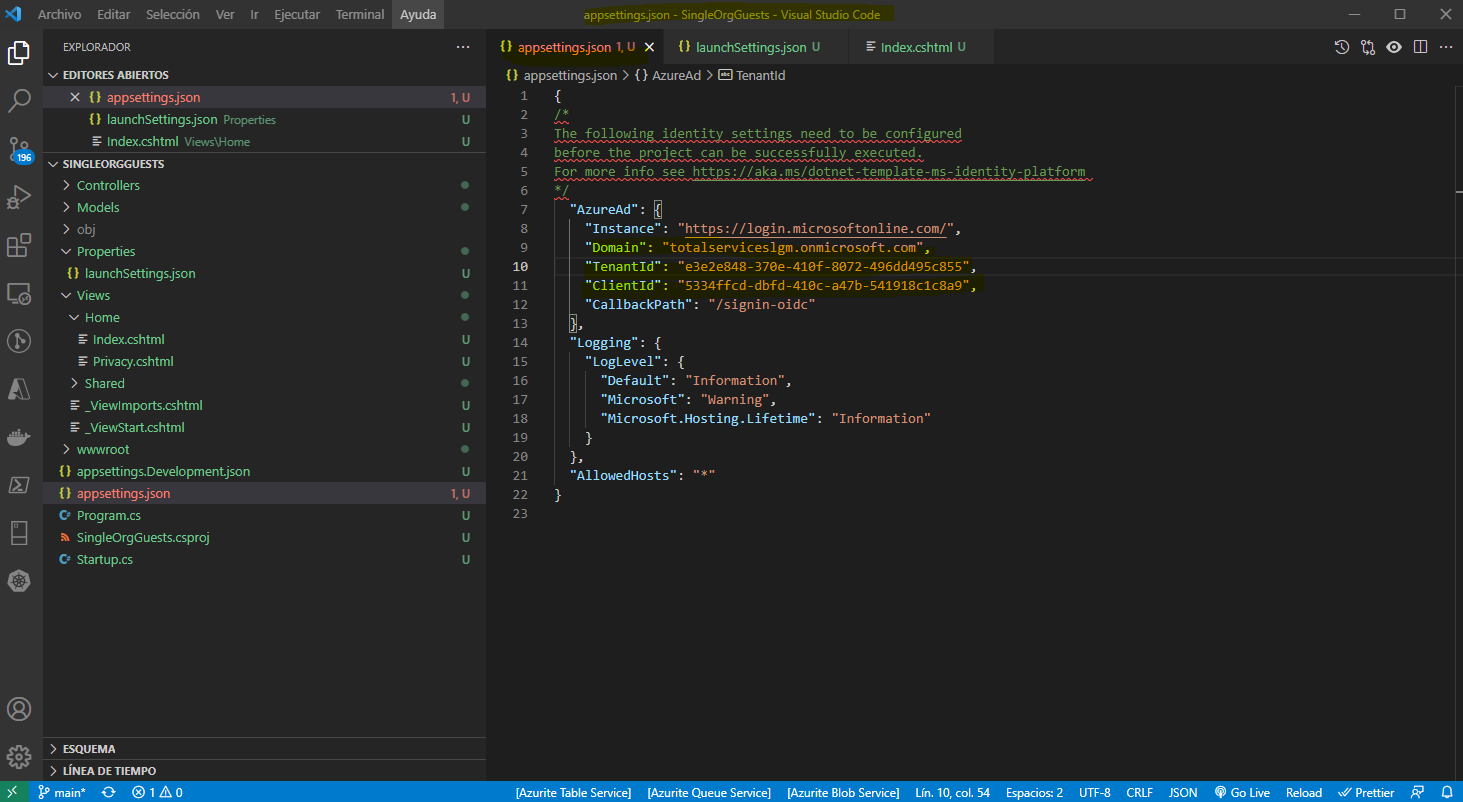 Archivo Editar Selección Ver Ir Ejecutar Terminal Ayuda appsettings.json - SingleOrgGuests - Visual Studio Code
EXPLORADOR
EDITORES ABIERTOS
appsettings.json 1, U
launchSettings.json Properties U
Index.cshtml Views\Home U
SINGLEORGGUESTS
Controllers
Models
obj
Properties
launchSettings.json U
Views
Home
Index.cshtml U
Privacy.cshtml U
Shared
_ViewImports.cshtml U
_ViewStart.cshtml U
wwwroot
appsettings.Development.json U
appsettings.json 1, U
Program.cs U
SingleOrgGuests.csproj U
Startup.cs U
ESQUEMA
LÍNEA DE TIEMPO
196
appsettings.json 1, U launchSettings.json U Index.cshtml U
appsettings.json > {} AzureAd > TenantId
1 {
2 /*
3 The following identity settings need to be configured
4 before the project can be successfully executed.
5 For more info see https://aka.ms/dotnet-template-ms-identity-platform
6 */
7 "AzureAd": {
8 "Instance": "https://login.microsoftonline.com/",
9 "Domain": "totalserviceslgm.onmicrosoft.com",
10 "TenantId": "e3e2e848-370e-410f-8072-496dd495c855",
11 "ClientId": "5334ffcd-dbfd-410c-a47b-541918c1c8a9",
12 "CallbackPath": "/signin-oidc"
13 },
14 "Logging": {
15 "LogLevel": {
16 "Default": "Information",
17 "Microsoft": "Warning",
18 "Microsoft.Hosting.Lifetime": "Information"
19 }
20 },
21 "AllowedHosts": "*"
22 }
23
main* 1 0 [Azurite Table Service] [Azurite Queue Service] [Azurite Blob Service] Lín. 10, col. 54 Espacios: 2 UTF-8 CRLF JSON Go Live Reload Prettier